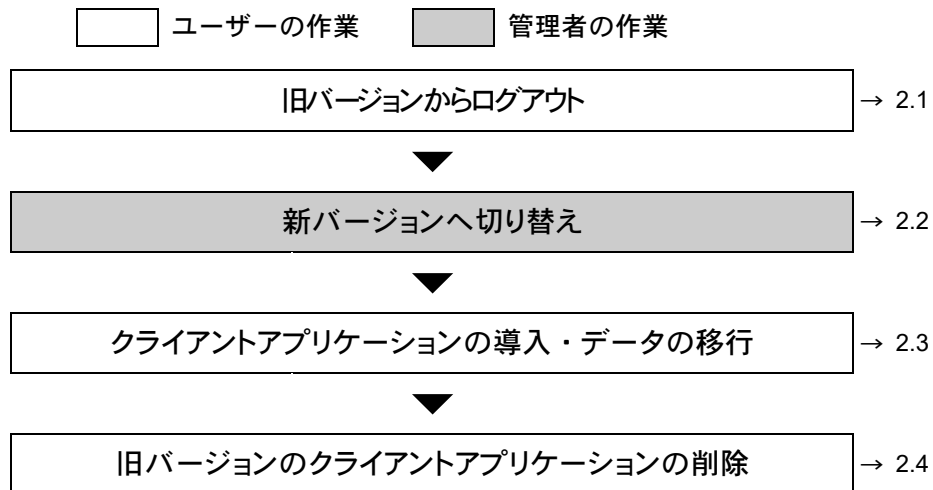 ユーザーの作業 管理者の作業
旧バージョンからログアウト → 2.1
新バージョンへ切り替え → 2.2
クライアントアプリケーションの導入・データの移行 → 2.3
旧バージョンのクライアントアプリケーションの削除 → 2.4